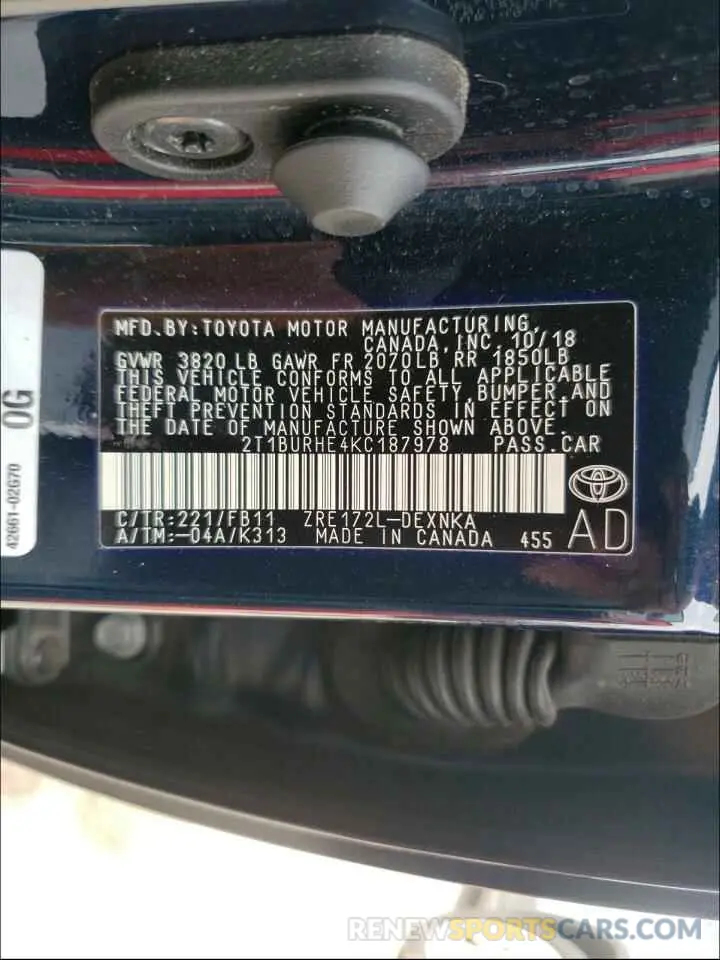 MFD. BY: TOYOTA MOTOR MANUFACTURING,
CANADA, INC. 10/18
GVWR 3820 LB GAWR FR 2070LB, RR 1850LB
THIS VEHICLE CONFORMS TO ALL APPLICABLE
FEDERAL MOTOR VEHICLE SAFETY, BUMPER, AND
THEFT PREVENTION STANDARDS IN EFFECT ON
THE DATE OF MANUFACTURE SHOWN ABOVE.
2T1BURHE4KC187978 PASS. CAR
C/TR: 221/FB11 ZRE172L-DEXNKA
A/TM: -04A/K313 MADE IN CANADA 455 AD
42661-02G70 0G
RENEWSPORTSCARS.COM